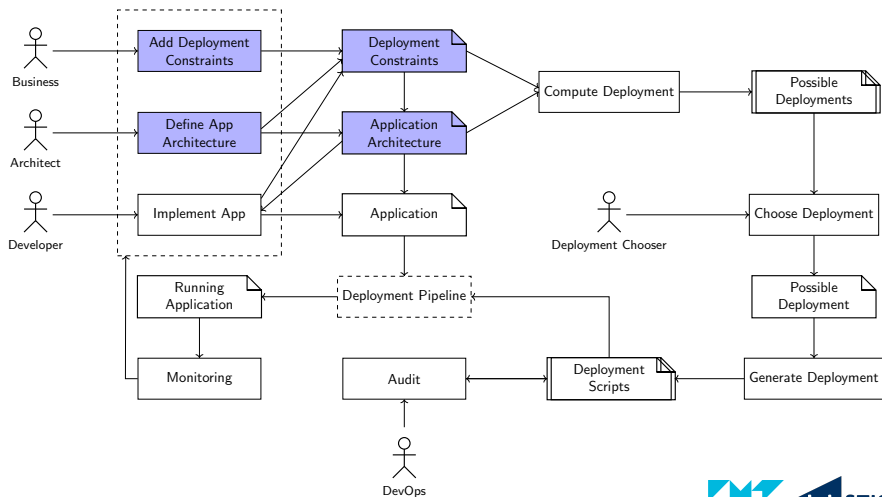 Add Deployment
Constraints
Deployment
Constraints
Business
Compute Deployment
Possible
Deployments
Define App
Architecture
Application
Architecture
Architect
Implement App
Application
Developer
Deployment Chooser
Choose Deployment
Running
Application
Deployment Pipeline
Possible
Deployment
Monitoring
Audit
Deployment
Scripts
Generate Deployment
DevOps